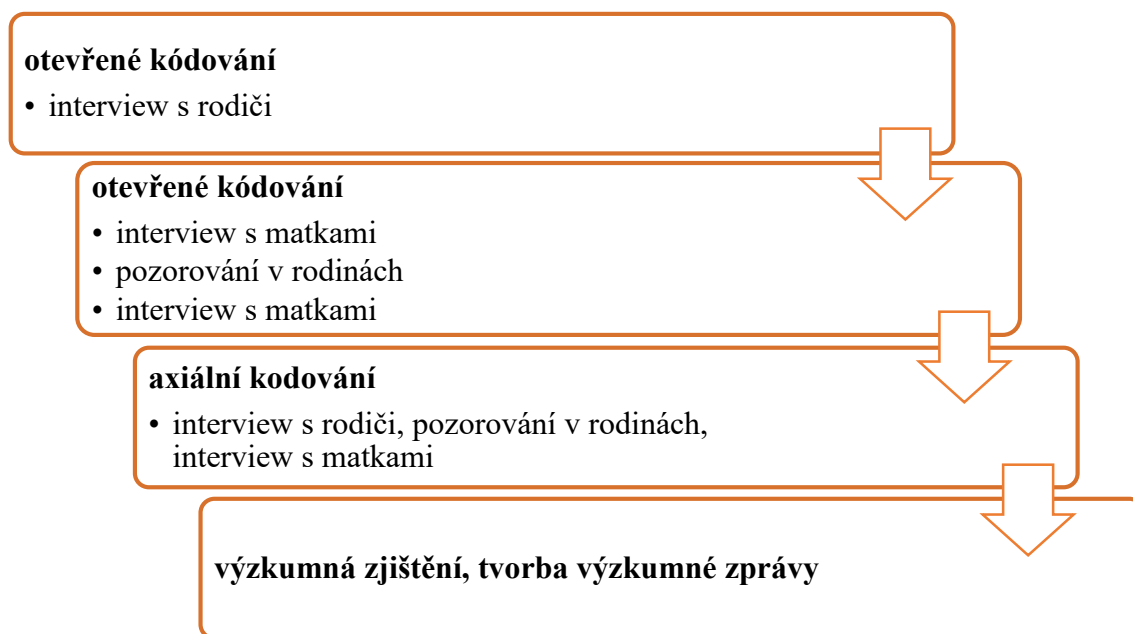 otevřené kódování
• interview s rodiči
otevřené kódování
• interview s matkami
• pozorování v rodinách
• interview s matkami
axiální kodování
• interview s rodiči, pozorování v rodinách,
interview s matkami
výzkumná zjištění, tvorba výzkumné zprávy